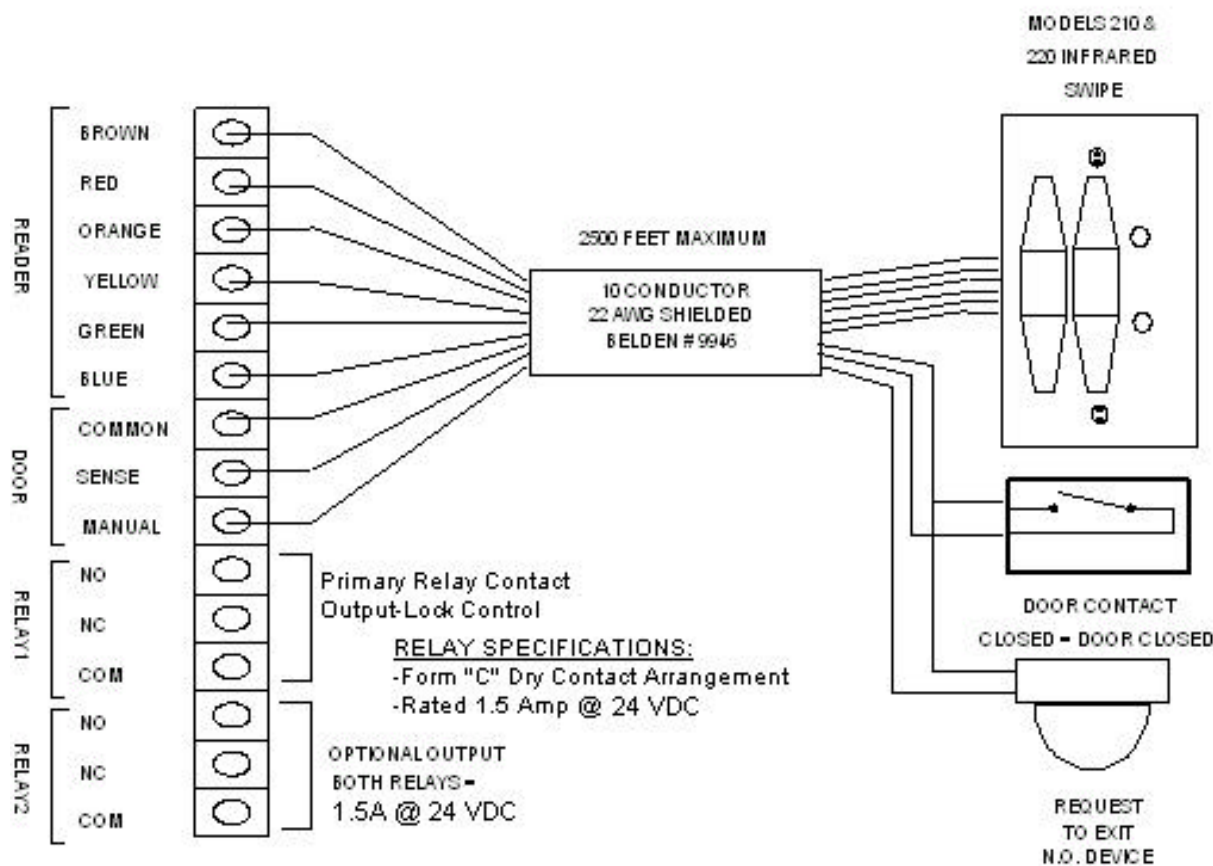 MODELS 210 &
220 INFRARED
SWIPE
READER
BROWN
RED
ORANGE
YELLOW
GREEN
BLUE
DOOR
COMMON
SENSE
MANUAL
RELAY1
NO
NC
COM
RELAY2
NO
NC
COM
2500 FEET MAXIMUM
10 CONDUCTOR
22 AWG SHIELDED
BELDEN # 9946
Primary Relay Contact
Output-Lock Control
RELAY SPECIFICATIONS:
-Form "C" Dry Contact Arrangement
-Rated 1.5 Amp @ 24 VDC
OPTIONAL OUTPUT
BOTH RELAYS =
1.5A @ 24 VDC
DOOR CONTACT
CLOSED = DOOR CLOSED
REQUEST
TO EXIT
N.O. DEVICE